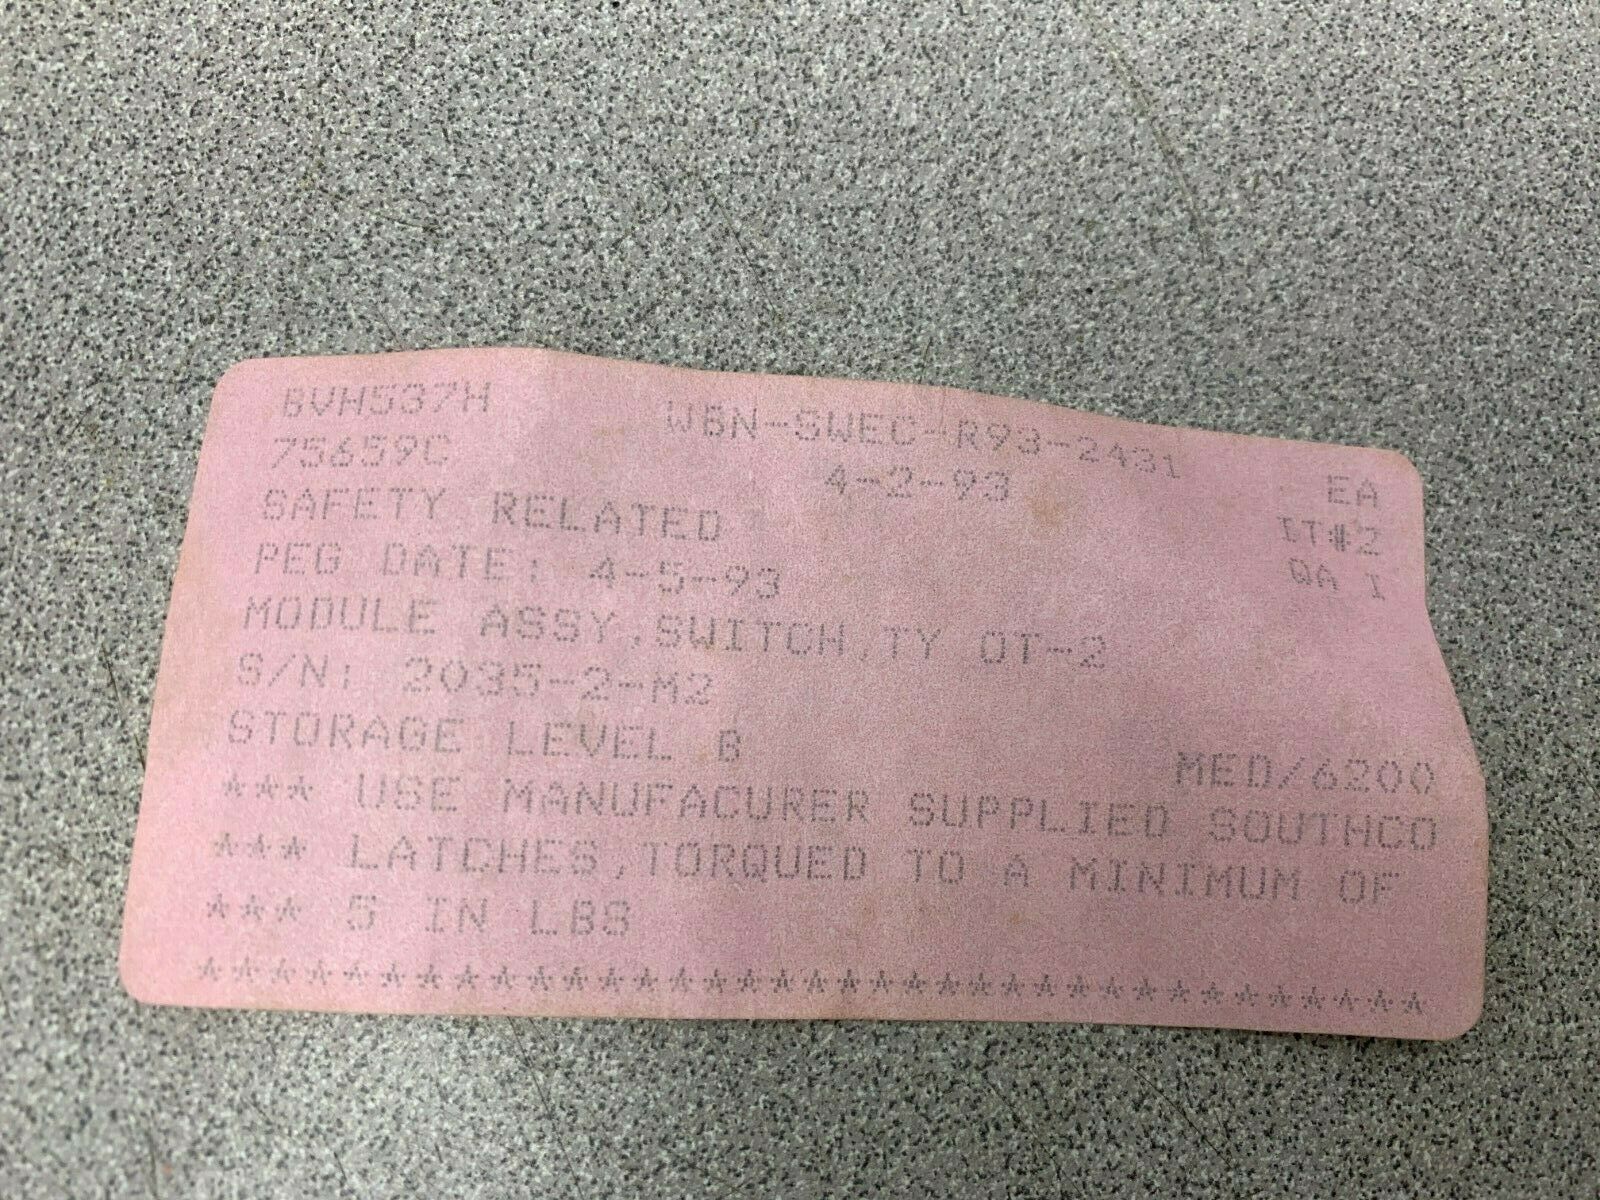 BVH537H WBN-SWEC-R93-2431 EA
75659C 4-2-93 IT#2
SAFETY RELATED QA I
PEG DATE: 4-5-93
MODULE ASSY,SWITCH,TY OT-2
S/N: 2035-2-M2
STORAGE LEVEL B MED/6200
*** USE MANUFACURER SUPPLIED SOUTHCO
*** LATCHES,TORQUED TO A MINIMUM OF
*** 5 IN LBS
*************************************